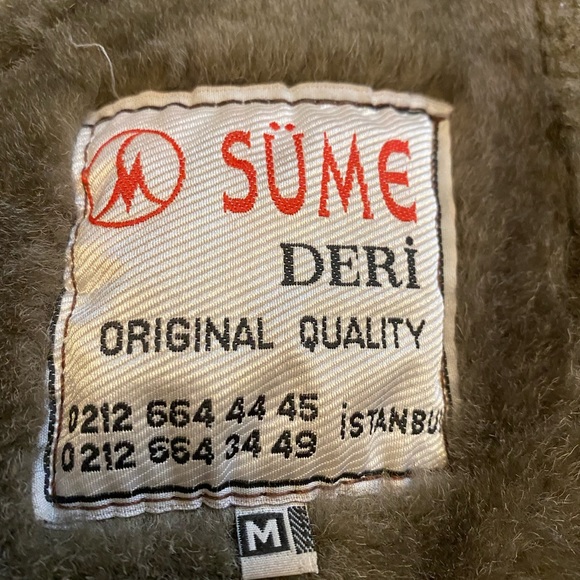 SÜME
DERİ
ORIGINAL QUALITY
0212 664 44 45 İSTANBU
0212 664 34 49
M